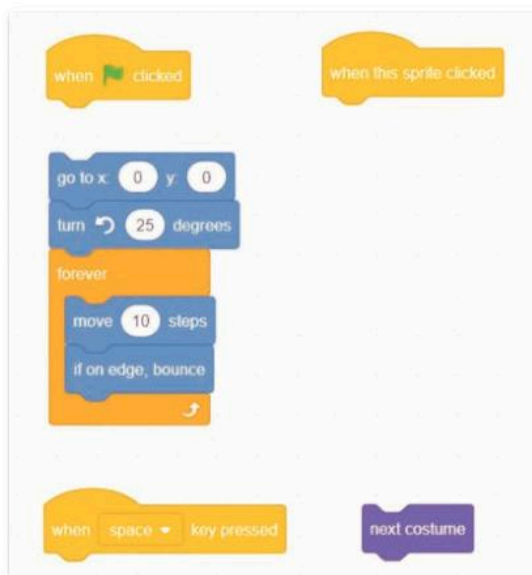 when clicked
when this sprite clicked
go to x: 0 y: 0
turn 25 degrees
forever
move 10 steps
if on edge, bounce
when space key pressed
next costume